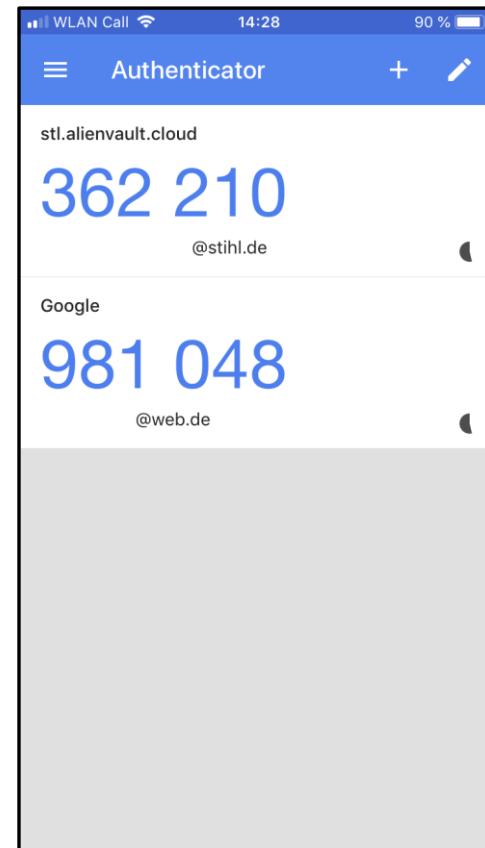 WLAN Call 14:28 90 %
Authenticator
stl.alienvault.cloud
362 210
@stihl.de
Google
981 048
@web.de